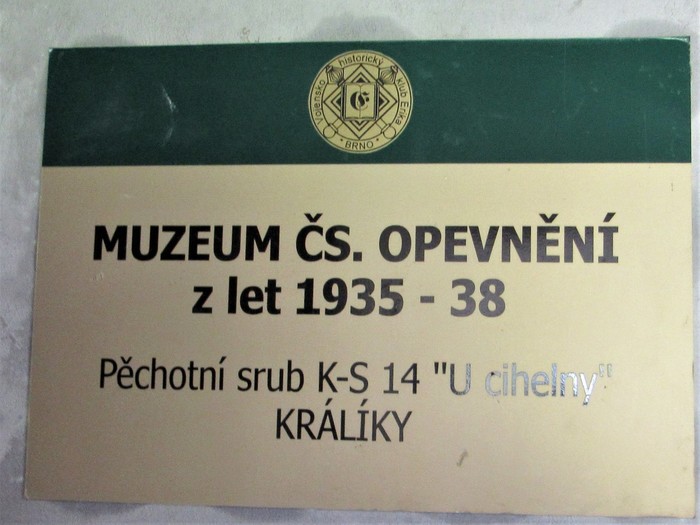 Vojensko historický klub Erika
BRNO
E
MUZEUM ČS. OPEVNĚNÍ
z let 1935 - 38
Pěchotní srub K-S 14 "U cihelny"
KRÁLÍKY